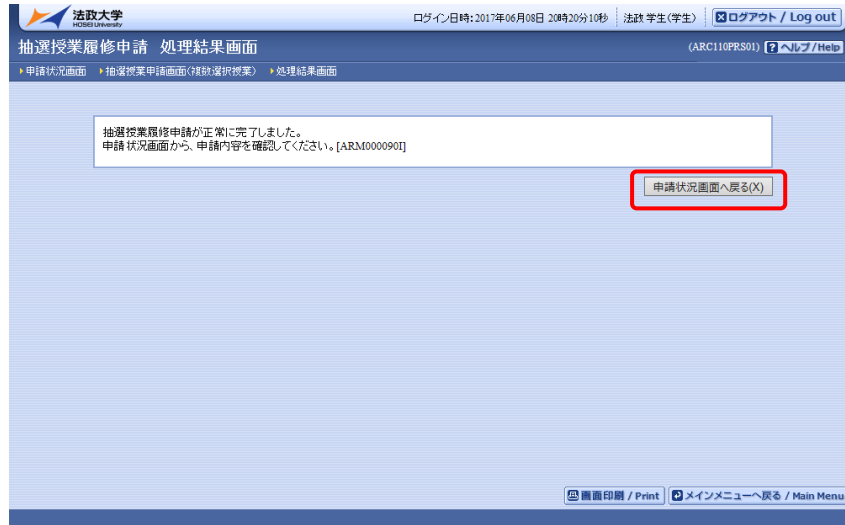 法政大学
HOSEI University
ログイン日時:2017年06月08日 20時20分10秒 法政 学生(学生) ログアウト / Log out
抽選授業履修申請 処理結果画面 (ARC110PRS01) ? ヘルプ/Help
申請状況画面 抽選授業申請画面(複数選択授業) 処理結果画面
抽選授業履修申請が正常に完了しました。
申請状況画面から、申請内容を確認してください。[ARM000090I]
申請状況画面へ戻る(X)
画面印刷 / Print メインメニューへ戻る / Main Menu